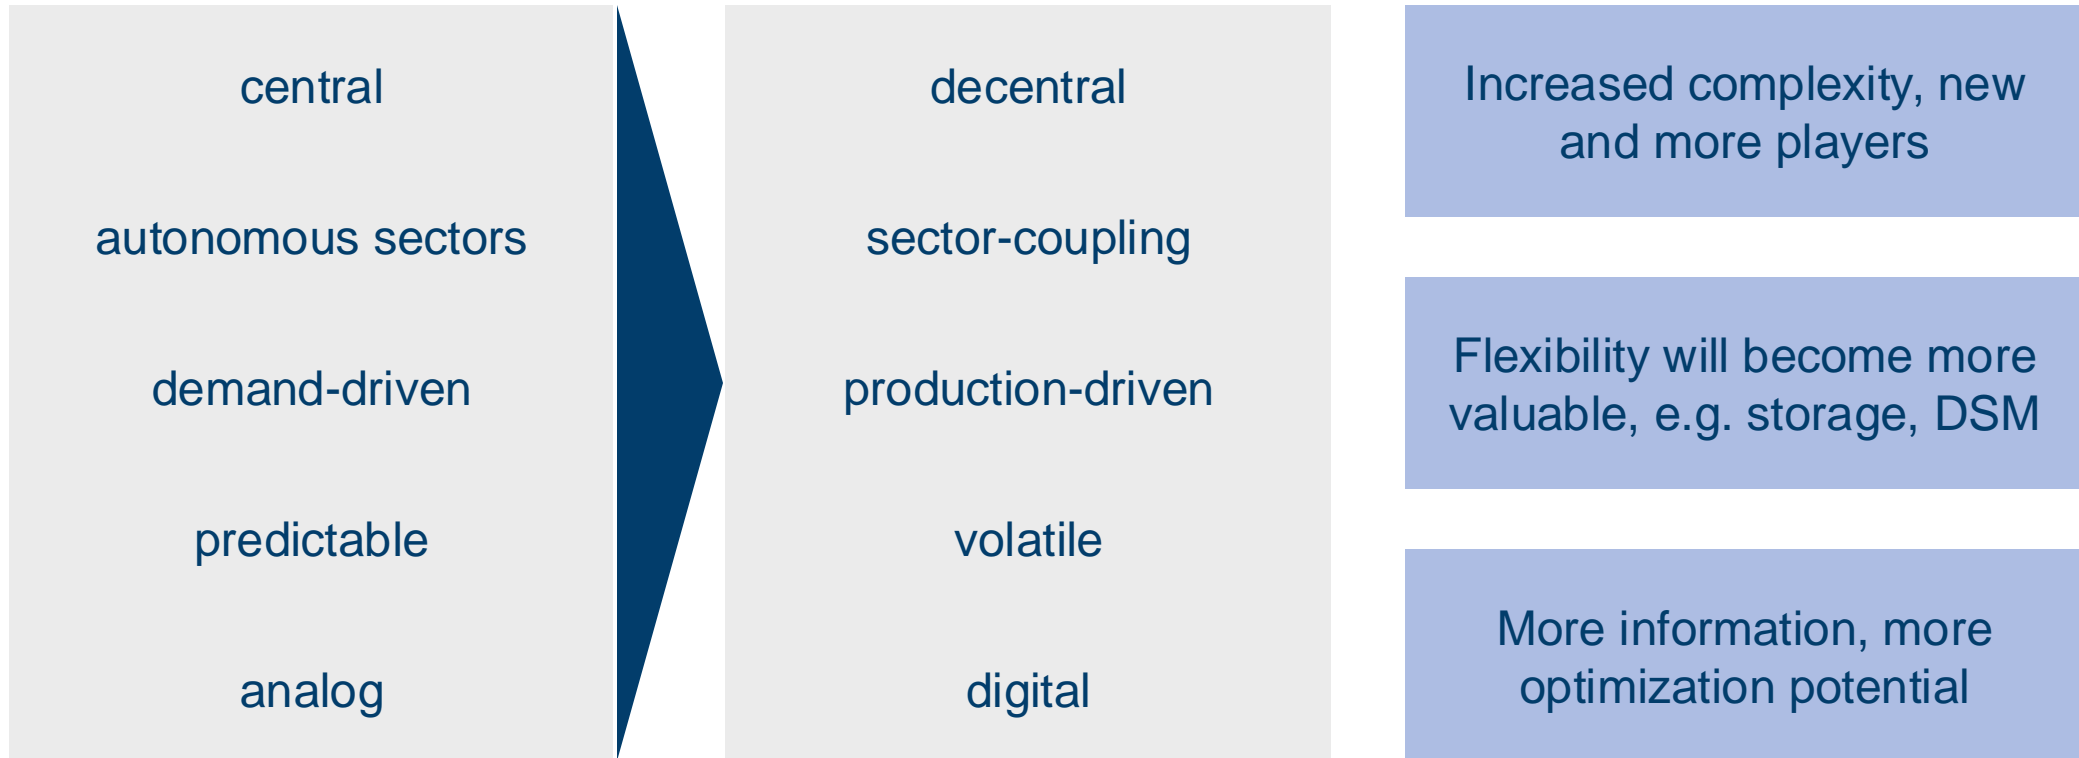 central
autonomous sectors
demand-driven
predictable
analog
decentral
sector-coupling
production-driven
volatile
digital
Increased complexity, new
and more players
Flexibility will become more
valuable, e.g. storage, DSM
More information, more
optimization potential